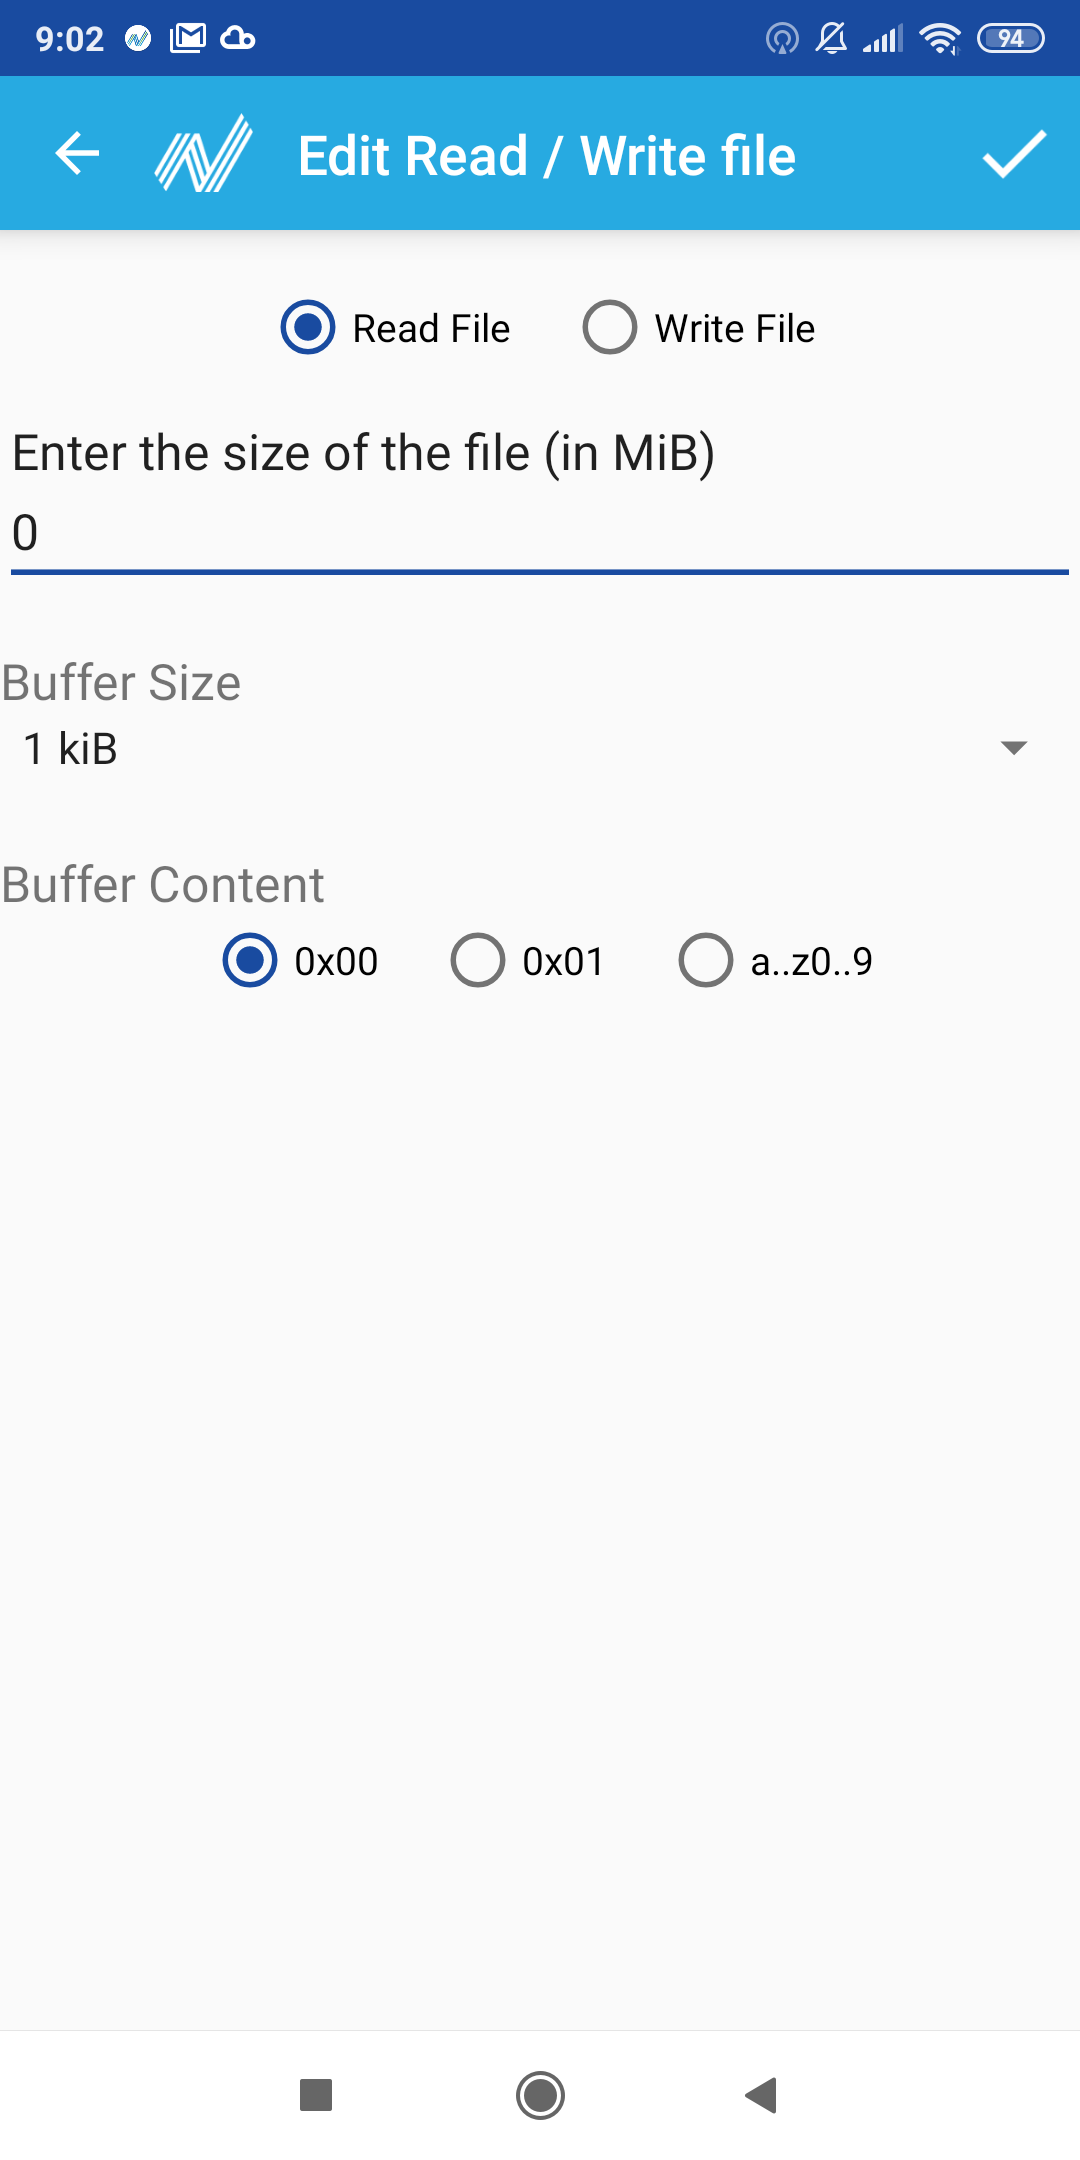 9:02 94
Edit Read / Write file
Read File Write File
Enter the size of the file (in MiB)
0
Buffer Size
1 kiB
Buffer Content
0x00 0x01 a..z0..9